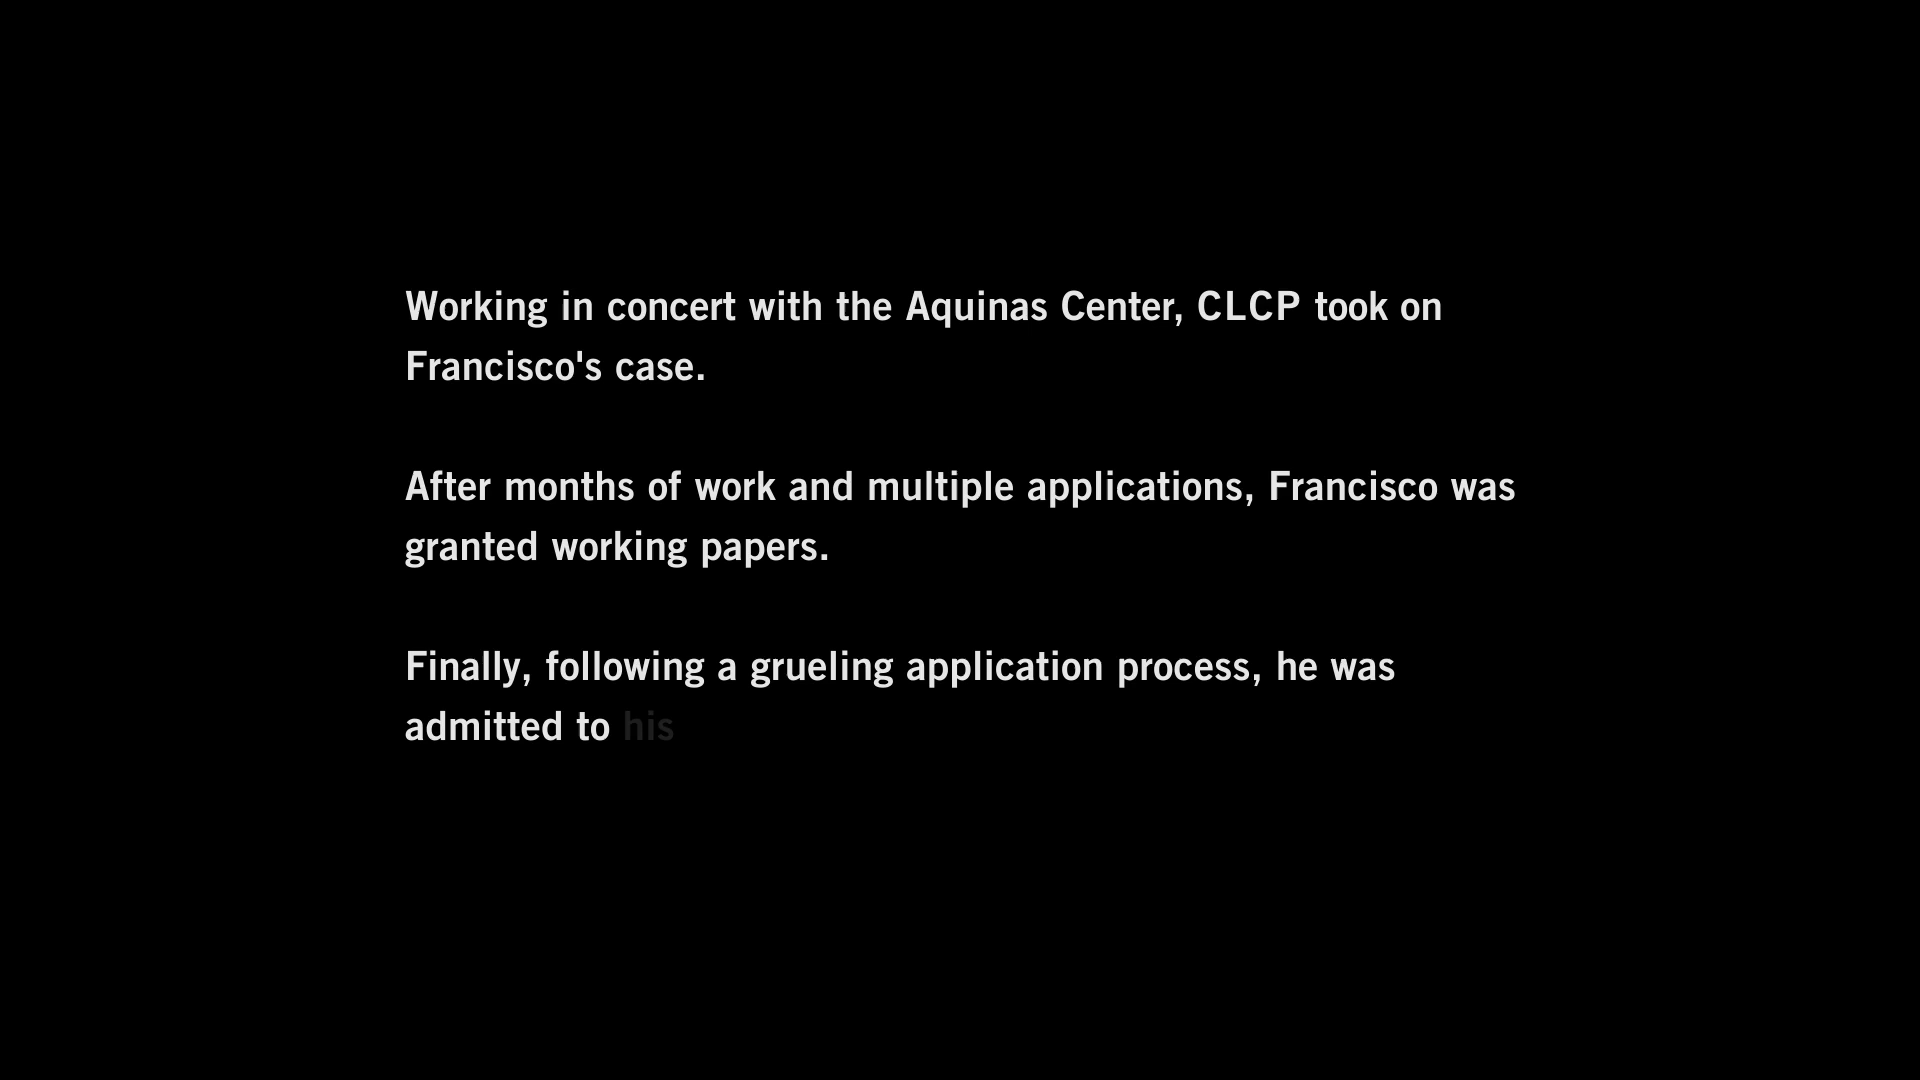 Working in concert with the Aquinas Center, CLCP took on
Francisco's case.
After months of work and multiple applications, Francisco was
granted working papers.
Finally, following a grueling application process, he was
admitted to his